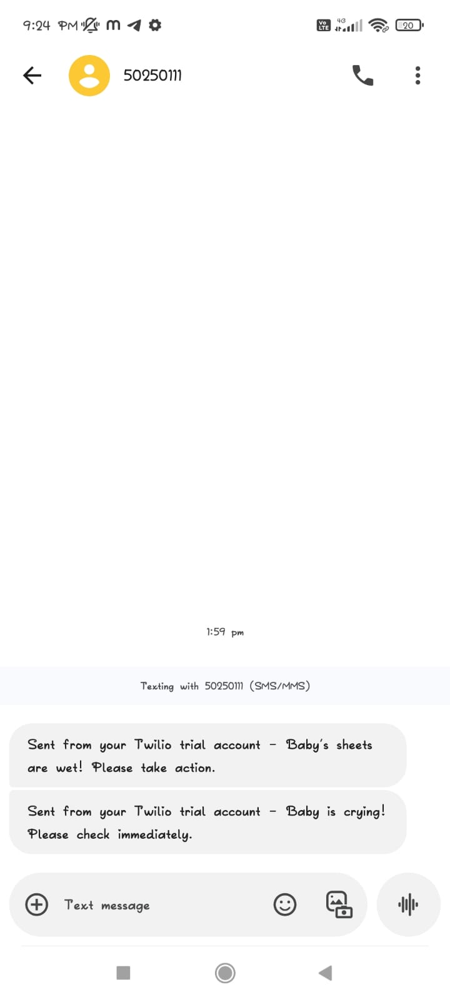 9:24 PM
Vo LTE 4G 20
50250111
1:59 pm
Texting with 50250111 (SMS/MMS)
Sent from your Twilio trial account - Baby's sheets
are wet! Please take action.
Sent from your Twilio trial account - Baby is crying!
Please check immediately.
Text message